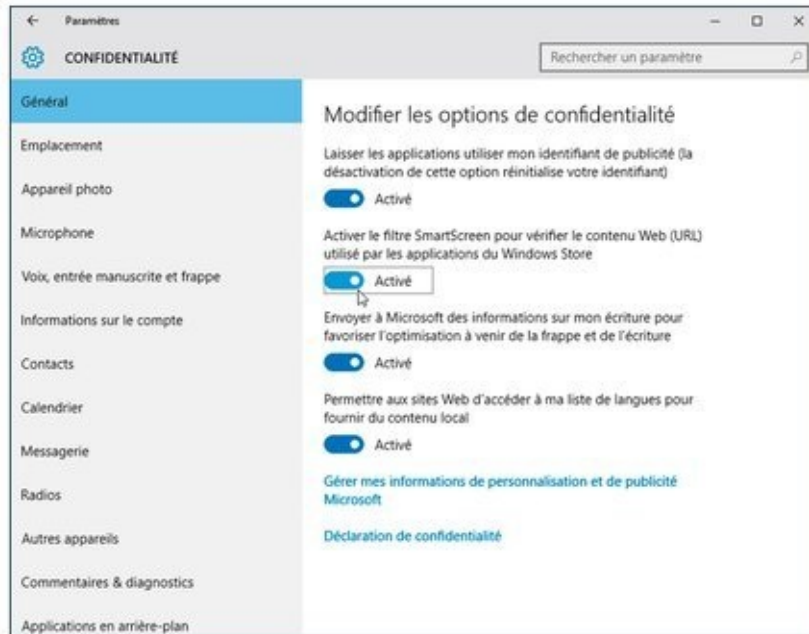 Paramètres
CONFIDENTIALITÉ
Rechercher un paramètre
Général
Emplacement
Appareil photo
Microphone
Voix, entrée manuscrite et frappe
Informations sur le compte
Contacts
Calendrier
Messagerie
Radios
Autres appareils
Commentaires & diagnostics
Applications en arrière-plan
Modifier les options de confidentialité
Laisser les applications utiliser mon identifiant de publicité (la
désactivation de cette option réinitialise votre identifiant)
Activé
Activer le filtre SmartScreen pour vérifier le contenu Web (URL)
utilisé par les applications du Windows Store
Activé
Envoyer à Microsoft des informations sur mon écriture pour
favoriser l'optimisation à venir de la frappe et de l'écriture
Activé
Permettre aux sites Web d'accéder à ma liste de langues pour
fournir du contenu local
Activé
Gérer mes informations de personnalisation et de publicité
Microsoft
Déclaration de confidentialité